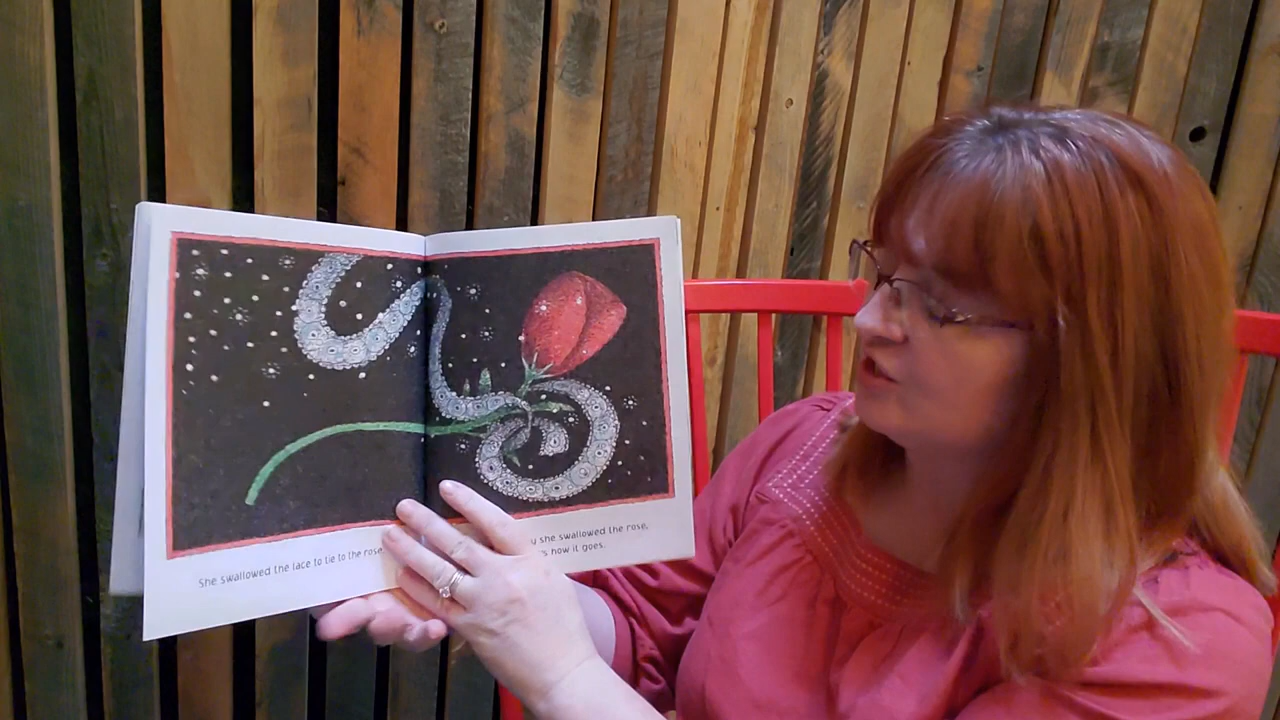 She swallowed the lace to tie to the rose.
she swallowed the rose,
how it goes.